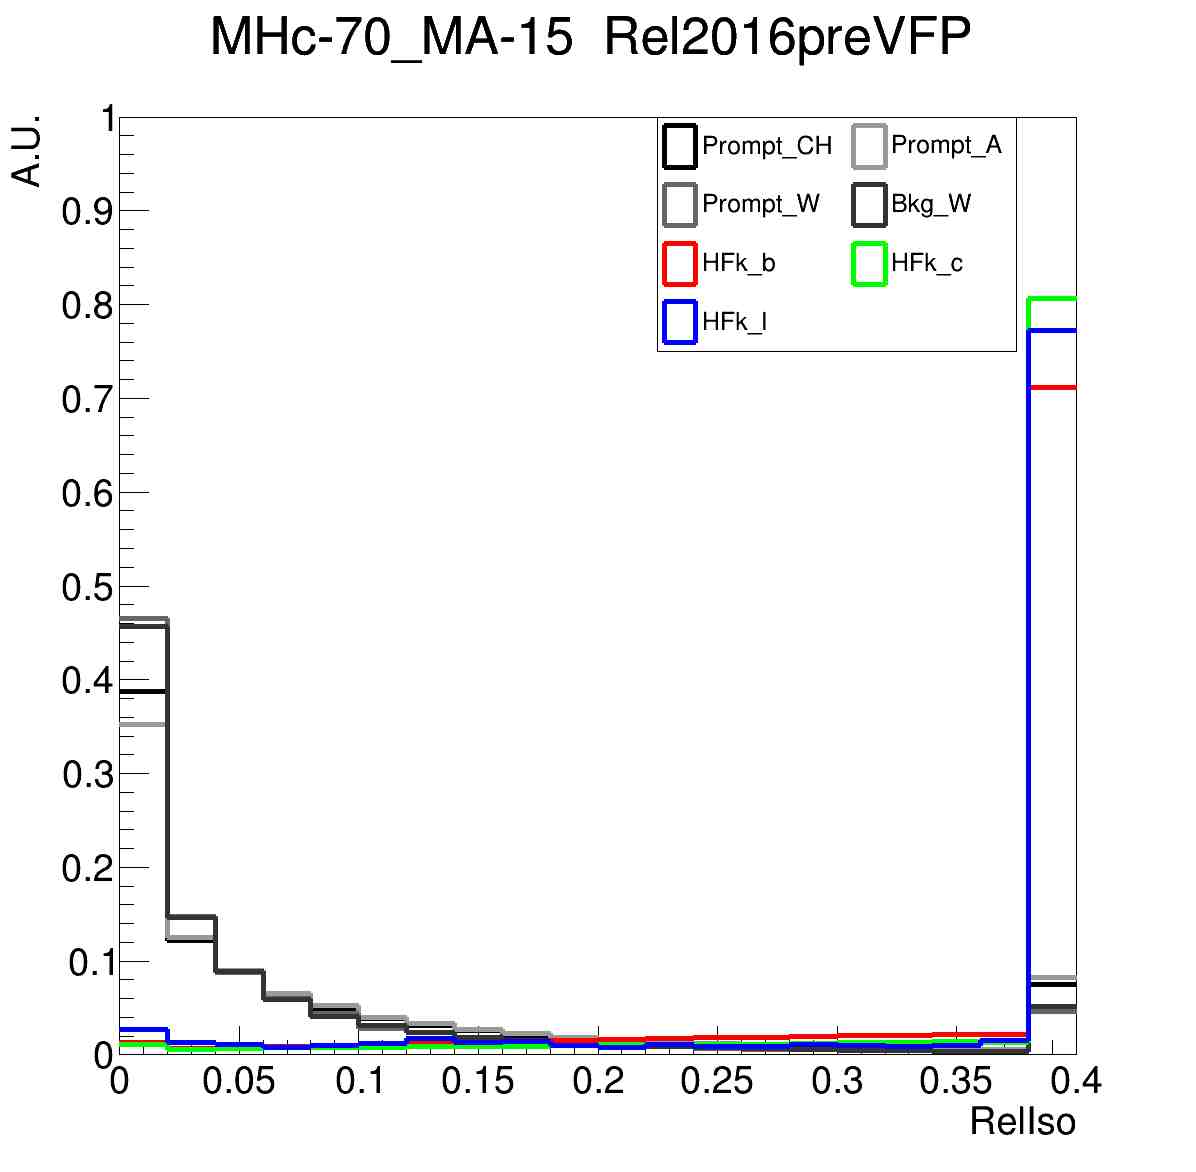 MHc-70_MA-15 Rel2016preVFP
A.U.
Prompt_CH Prompt_A
Prompt_W Bkg_W
HFk_b HFk_c
HFk_l
1
0.9
0.8
0.7
0.6
0.5
0.4
0.3
0.2
0.1
0
0 0.05 0.1 0.15 0.2 0.25 0.3 0.35 0.4
RelIso